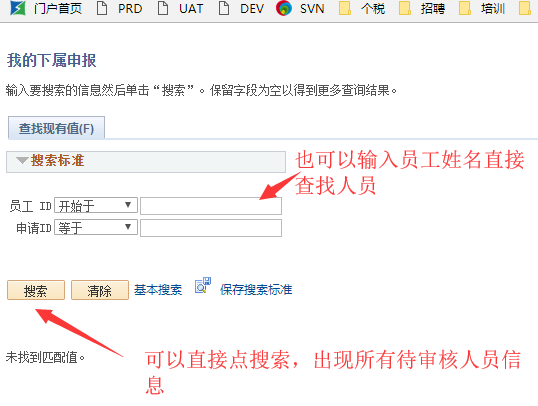 门户首页 PRD UAT DEV SVN 个税 招聘 培训
我的下属申报
输入要搜索的信息然后单击“搜索”。保留字段为空以得到更多查询结果。
查找现有值(F)
搜索标准
也可以输入员工姓名直接
查找人员
员工 ID 开始于
申请ID 等于
搜索 清除 基本搜索 保存搜索标准
未找到匹配值。
可以直接点搜索，出现所有待审核人员信
息